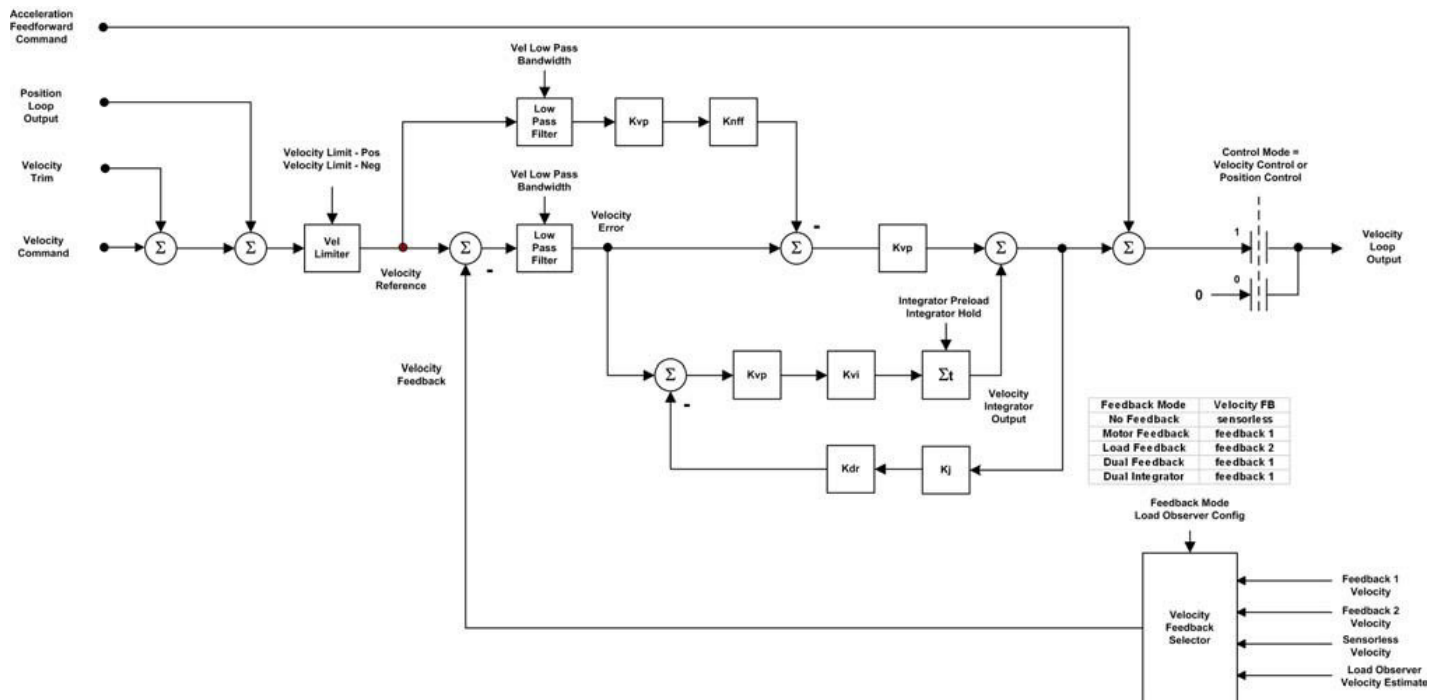 Acceleration
Feedforward
Command
Vel Low Pass
Bandwidth
Position
Loop
Output
Low
Pass
Filter
Kvp
Knff
Velocity Limit - Pos
Velocity Limit - Neg
Control Mode =
Velocity Control or
Position Control
Velocity
Trim
Vel Low Pass
Bandwidth
Velocity
Error
-
Velocity
Command
Σ
Σ
Vel
Limiter
Σ
-
Low
Pass
Filter
Σ
Kvp
Σ
Σ
1
Velocity
Loop
Output
Velocity
Reference
0
0
Integrator Preload
Integrator Hold
Velocity
Feedback
Σ
-
Kvp
Kvi
Σt
Velocity
Integrator
Output
Kdr
Kj
Feedback Mode Velocity FB
No Feedback sensorless
Motor Feedback feedback 1
Load Feedback feedback 2
Dual Feedback feedback 1
Dual Integrator feedback 1
Feedback Mode
Load Observer Config
Velocity
Feedback
Selector
Feedback 1
Velocity
Feedback 2
Velocity
Sensorless
Velocity
Load Observer
Velocity Estimate